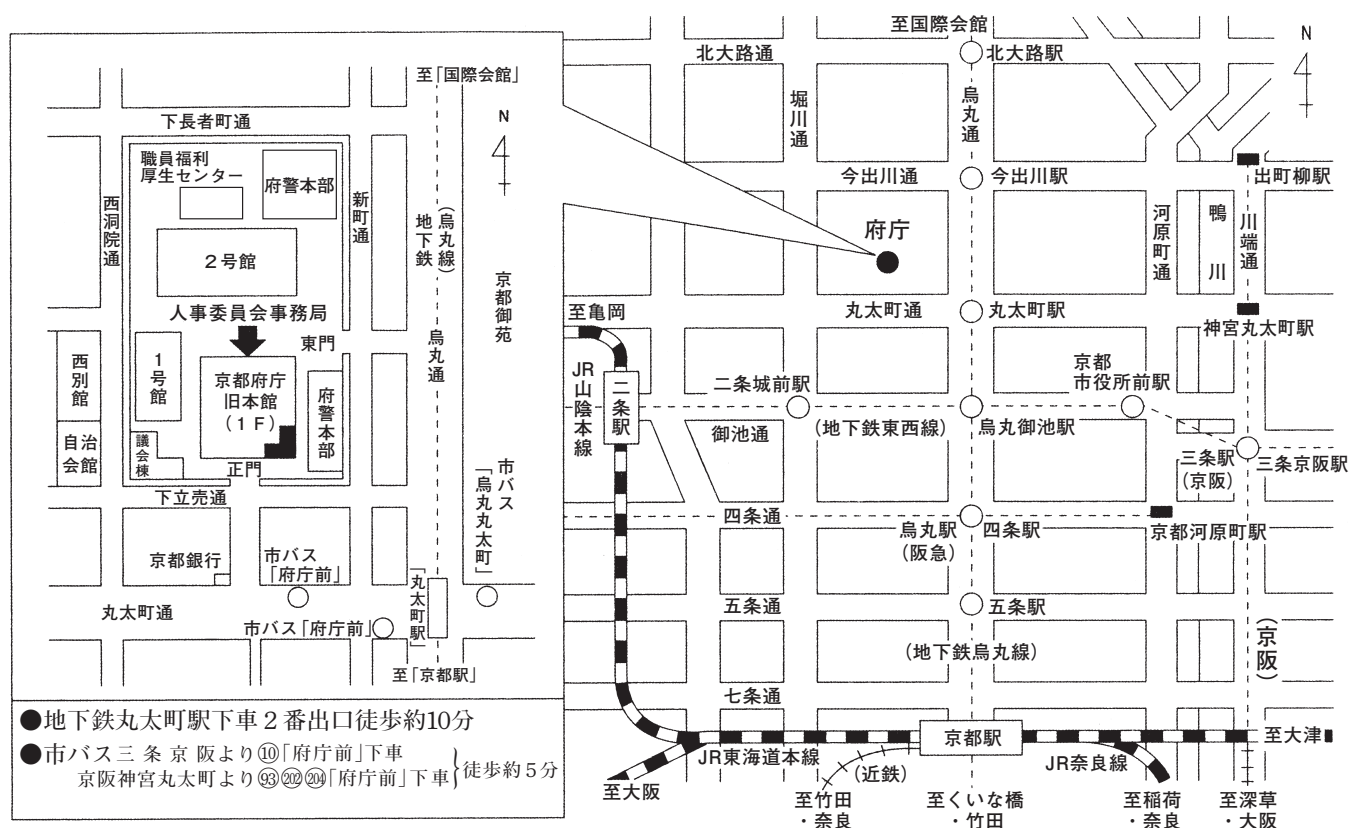 至「国際会館」
下長者町通
N
職員福利
厚生センター
府警本部
西洞院通
新町通
地下鉄
(烏丸線)
2号館
京都御苑
人事委員会事務局
東門
烏丸通
西別館
1号館
京都府庁
旧本館
(1F)
府警本部
自治
会館
議会棟
正門
市バス
「烏丸丸太町」
下立売通
京都銀行
市バス
「府庁前」
「丸太町駅」
丸太町通
市バス「府庁前」
至「京都駅」
●地下鉄丸太町駅下車2番出口徒歩約10分
●市バス三条京阪より⑩「府庁前」下車
京阪神宮丸太町より93 202 204「府庁前」下車
徒歩約5分
至国際会館
N
北大路通
北大路駅
堀川通
烏丸通
今出川通
今出川駅
出町柳駅
府庁
河原町通
鴨川
川端通
至亀岡
丸太町通
丸太町駅
神宮丸太町駅
JR山陰本線
二条駅
二条城前駅
京都
市役所前駅
御池通
(地下鉄東西線)
烏丸御池駅
三条駅
(京阪)
三条京阪駅
四条通
烏丸駅
(阪急)
四条駅
京都河原町駅
五条通
五条駅
(地下鉄烏丸線)
(京阪)
七条通
京都駅
至大津
JR東海道本線
(近鉄)
JR奈良線
至大阪
至竹田
・奈良
至くいな橋
・竹田
至稲荷
・奈良
至深草
・大阪